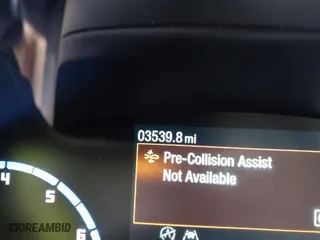 03539.8 mi
Pre-Collision Assist
Not Available
4
5
6
DREAMBID